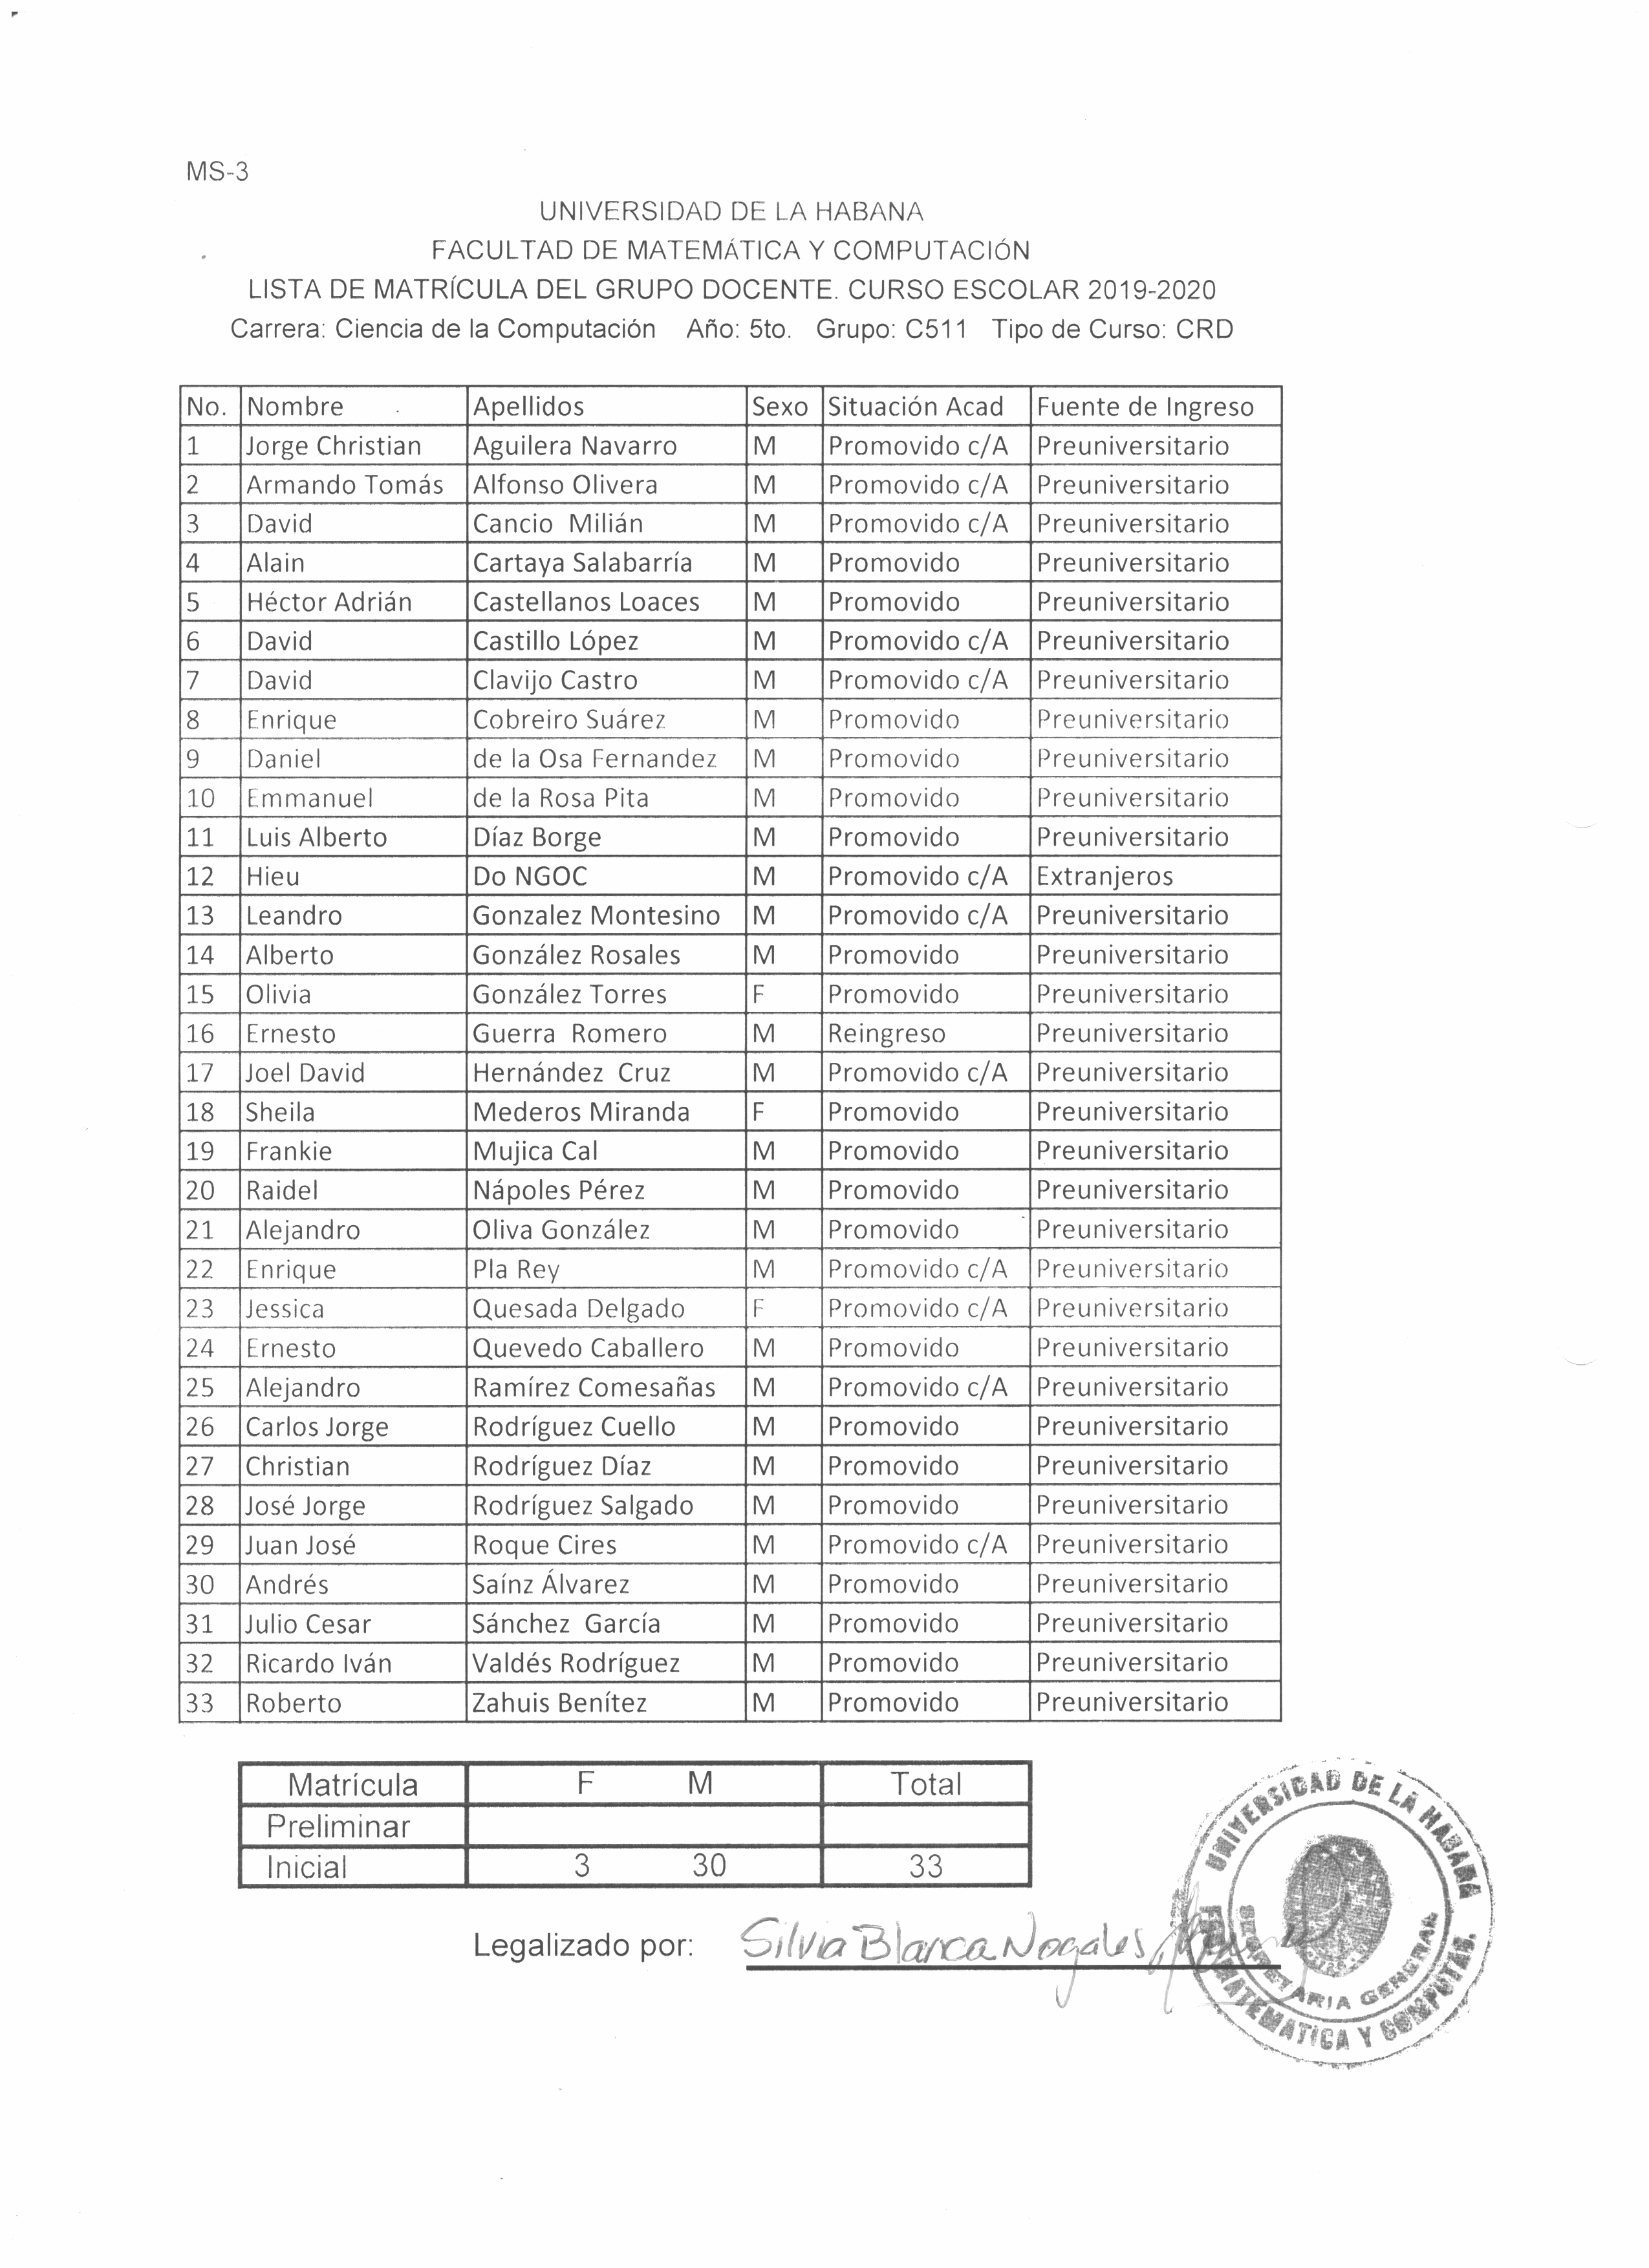 MS-3
UNIVERSIDAD DE LA HABANA
FACULTAD DE MATEMÁTICA Y COMPUTACIÓN
LISTA DE MATRÍCULA DEL GRUPO DOCENTE. CURSO ESCOLAR 2019-2020
Carrera: Ciencia de la Computación Año: 5to. Grupo: C511 Tipo de Curso: CRD
No. Nombre Apellidos Sexo Situación Acad Fuente de Ingreso
1 Jorge Christian Aguilera Navarro M Promovido c/A Preuniversitario
2 Armando Tomás Alfonso Olivera M Promovido c/A Preuniversitario
3 David Cancio Milián M Promovido c/A Preuniversitario
4 Alain Cartaya Salabarría M Promovido Preuniversitario
5 Héctor Adrián Castellanos Loaces M Promovido Preuniversitario
6 David Castillo López M Promovido c/A Preuniversitario
7 David Clavijo Castro M Promovido c/A Preuniversitario
8 Enrique Cobreiro Suárez M Promovido Preuniversitario
9 Daniel de la Osa Fernandez M Promovido Preuniversitario
10 Emmanuel de la Rosa Pita M Promovido Preuniversitario
11 Luis Alberto Díaz Borge M Promovido Preuniversitario
12 Hieu Do NGOC M Promovido c/A Extranjeros
13 Leandro Gonzalez Montesino M Promovido c/A Preuniversitario
14 Alberto González Rosales M Promovido Preuniversitario
15 Olivia González Torres F Promovido Preuniversitario
16 Ernesto Guerra Romero M Reingreso Preuniversitario
17 Joel David Hernández Cruz M Promovido c/A Preuniversitario
18 Sheila Mederos Miranda F Promovido Preuniversitario
19 Frankie Mujica Cal M Promovido Preuniversitario
20 Raidel Nápoles Pérez M Promovido Preuniversitario
21 Alejandro Oliva González M Promovido Preuniversitario
22 Enrique Pla Rey M Promovido c/A Preuniversitario
23 Jessica Quesada Delgado F Promovido c/A Preuniversitario
24 Ernesto Quevedo Caballero M Promovido Preuniversitario
25 Alejandro Ramírez Comesañas M Promovido c/A Preuniversitario
26 Carlos Jorge Rodríguez Cuello M Promovido Preuniversitario
27 Christian Rodríguez Díaz M Promovido Preuniversitario
28 José Jorge Rodríguez Salgado M Promovido Preuniversitario
29 Juan José Roque Cires M Promovido c/A Preuniversitario
30 Andrés Saínz Álvarez M Promovido Preuniversitario
31 Julio Cesar Sánchez García M Promovido Preuniversitario
32 Ricardo Iván Valdés Rodríguez M Promovido Preuniversitario
33 Roberto Zahuis Benítez M Promovido Preuniversitario
Matrícula F M Total
Preliminar
Inicial 3 30 33
Legalizado por: Silvia Blanca Nogales
UNIVERSIDAD DE LA HABANA
SECRETARIA GENERAL
MATEMATICA Y COMPUTAC.